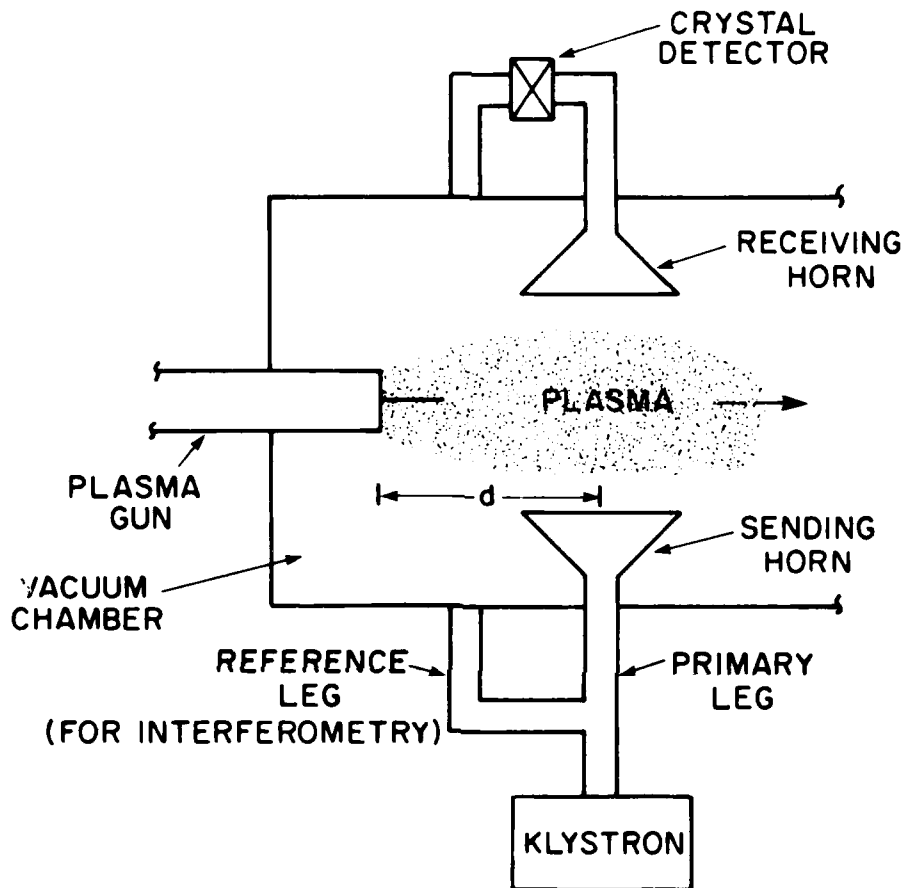 CRYSTAL
DETECTOR
RECEIVING
HORN
PLASMA
PLASMA
GUN
d
SENDING
HORN
VACUUM
CHAMBER
REFERENCE
LEG
(FOR INTERFEROMETRY)
PRIMARY
LEG
KLYSTRON